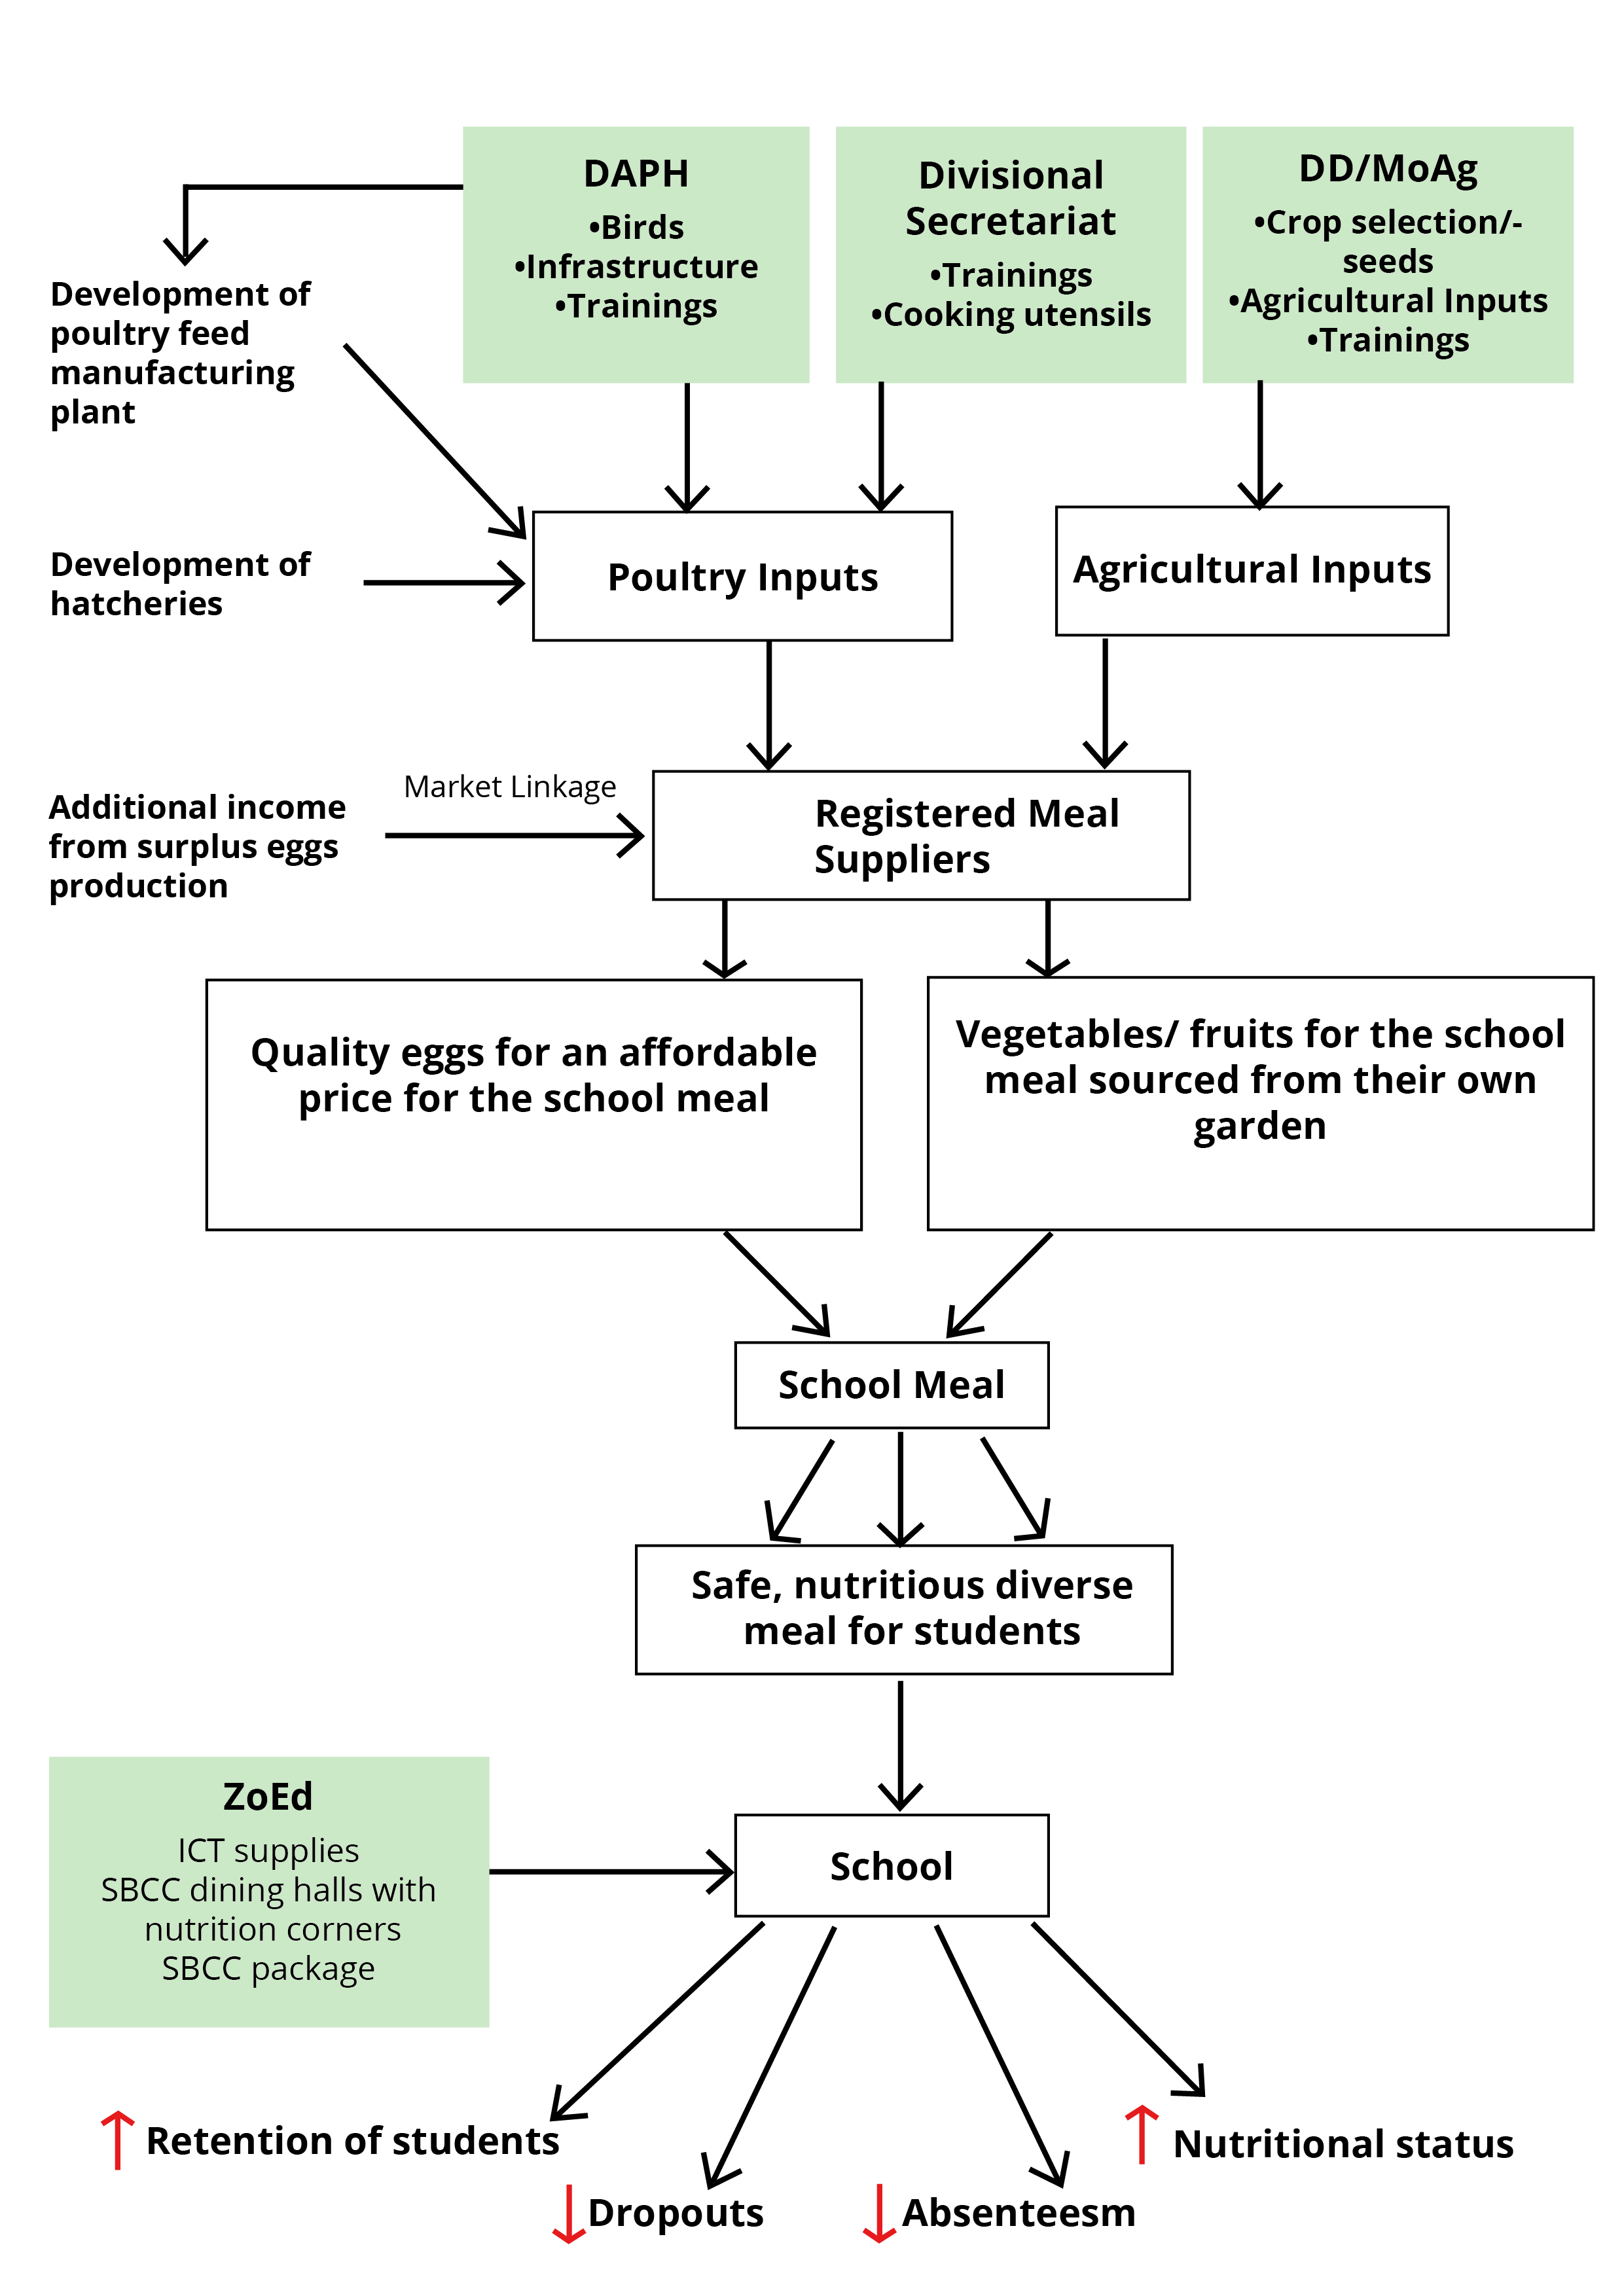 DAPH
•Birds
•Infrastructure
•Trainings
Divisional
Secretariat
•Trainings
•Cooking utensils
DD/MoAg
•Crop selection/-
seeds
•Agricultural Inputs
•Trainings
Development of
poultry feed
manufacturing
plant
Development of
hatcheries
Poultry Inputs
Agricultural Inputs
Additional income
from surplus eggs
production
Market Linkage
Registered Meal
Suppliers
Quality eggs for an affordable
price for the school meal
Vegetables/ fruits for the school
meal sourced from their own
garden
School Meal
Safe, nutritious diverse
meal for students
ZoEd
ICT supplies
SBCC dining halls with
nutrition corners
SBCC package
School
Retention of students
Nutritional status
Dropouts
Absenteesm